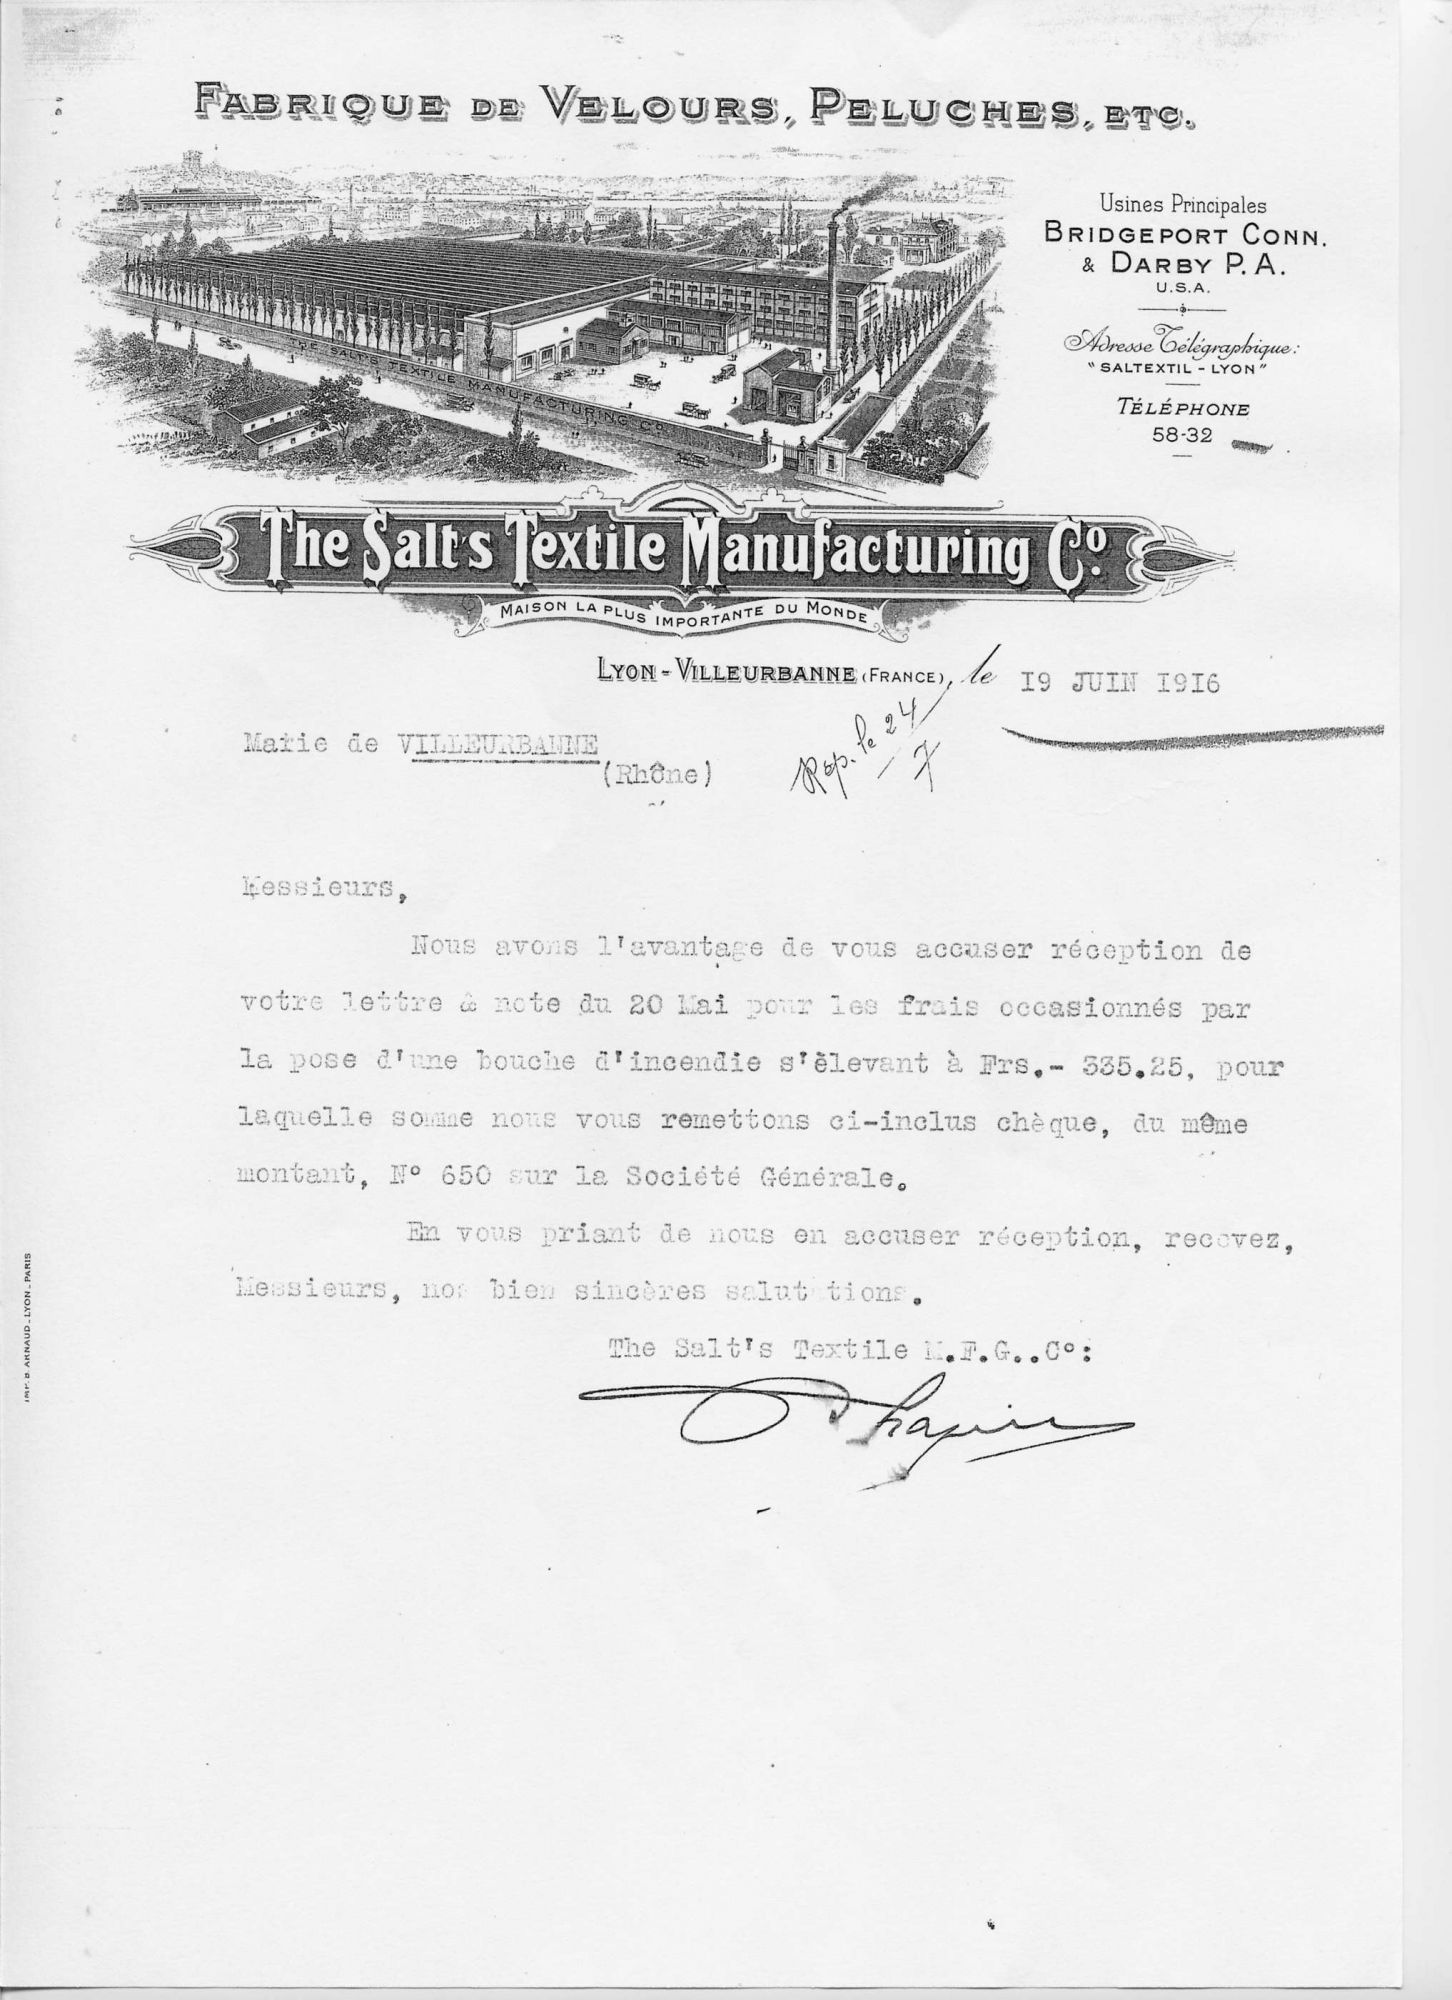 FABRIQUE DE VELOURS, PELUCHES, ETC.
Usines Principales
BRIDGEPORT CONN.
& DARBY P.A.
U.S.A.
Adresse Télégraphique:
"SALTEXTIL - LYON"
TÉLÉPHONE
58-32
THE SALT'S TEXTILE MANUFACTURING Co
The Salt's Textile Manufacturing Co.
MAISON LA PLUS IMPORTANTE DU MONDE
LYON - VILLEURBANNE (FRANCE), le 19 JUIN 1916
Rép. le 24/7
Mairie de VILLEURBANNE
(Rhône)
Messieurs,
Nous avons l'avantage de vous accuser réception de
votre lettre & note du 20 Mai pour les frais occasionnés par
la pose d'une bouche d'incendie s'èlevant à Frs.- 335.25, pour
laquelle somme nous vous remettons ci-inclus chèque, du même
montant, N° 650 sur la Société Générale.
En vous priant de nous en accuser réception, recevez,
Messieurs, nos bien sincères salutations.
The Salt's Textile M.F.G..C°:
IMP. B. ARNAUD _ LYON _ PARIS